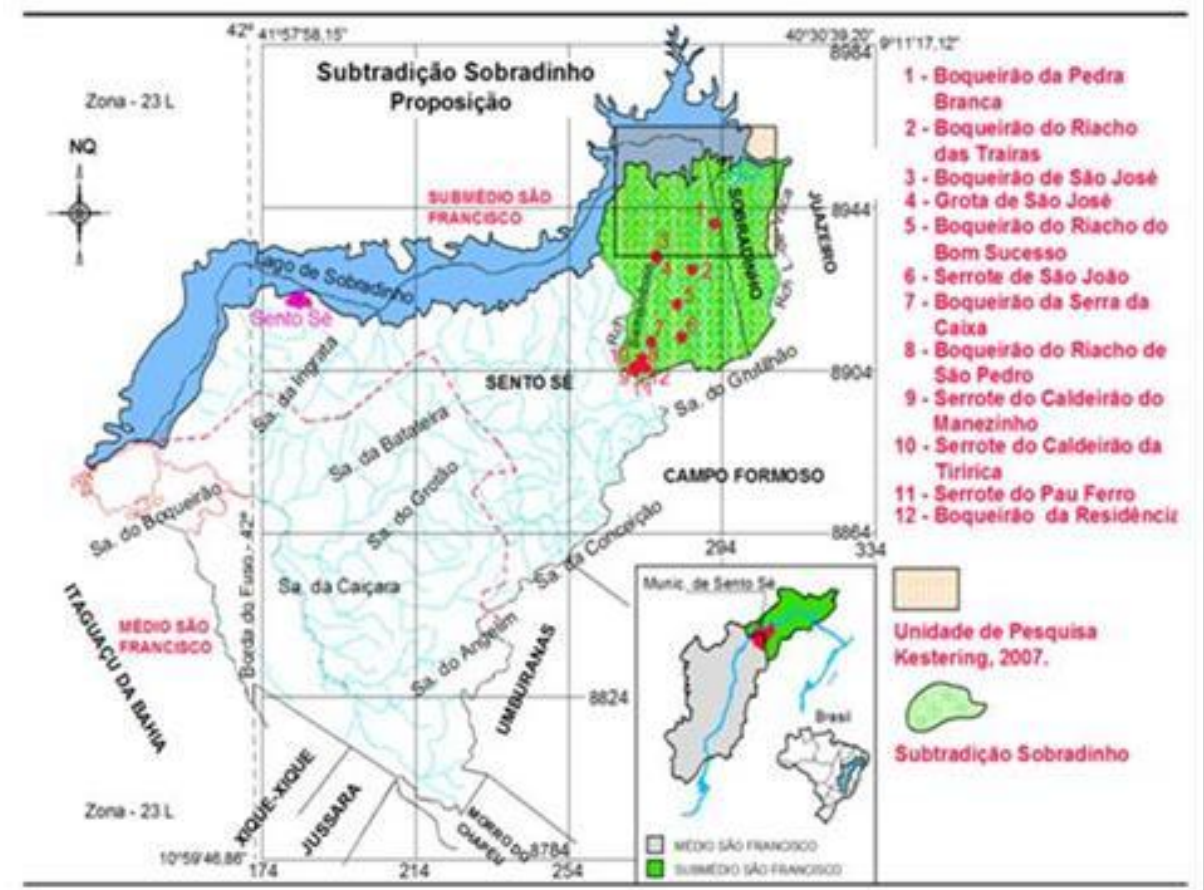 42° 41°57'58,15"
40°30'39,20"
9°11'17,12"
8984
Subtradição Sobradinho
Proposição
Zona - 23 L
NQ
SUBMÉDIO SÃO
FRANCISCO
8944
SOBRADINHO
JUAZEIRO
1
3
4
2
5
7
6
Lago de Sobradinho
Sento Sé
Sa. da Ingrata
SENTO SÉ
8904
Sa. do Grutilhão
Sa. da Batateira
Sa. do Grotão
CAMPO FORMOSO
Sa. do Boqueirão
Sa. da Conceição
8864
294
334
Borda do Fuso - 42°
Sa. da Caiçara
ITAGUAÇU DA BAHIA
MÉDIO SÃO
FRANCISCO
Sa. do Angelim
UMBURANAS
8824
Zona - 23 L
XIQUE-XIQUE
JUSSARA
MORRO DO
CHAPÉU
8784
10°59'46,86"
174
214
254
1 - Boqueirão da Pedra
Branca
2 - Boqueirão do Riacho
das Traíras
3 - Boqueirão de São José
4 - Grota de São José
5 - Boqueirão do Riacho do
Bom Sucesso
6 - Serrote de São João
7 - Boqueirão da Serra da
Caixa
8 - Boqueirão do Riacho de
São Pedro
9 - Serrote do Caldeirão do
Manezinho
10 - Serrote do Caldeirão da
Tiririca
11 - Serrote do Pau Ferro
12 - Boqueirão da Residência
Unidade de Pesquisa
Kestering, 2007.
Subtradição Sobradinho
Munic. de Sento Sé
Brasil
MÉDIO SÃO FRANCISCO
SUBMÉDIO SÃO FRANCISCO